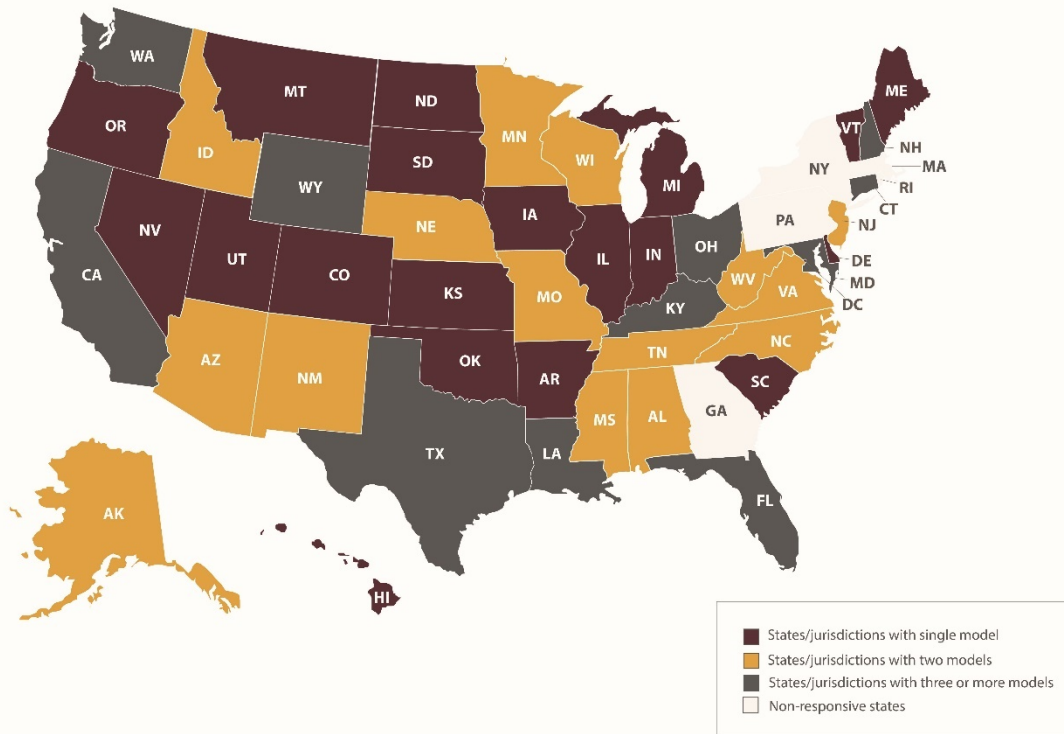 WA
MT
ND
ME
OR
MN
VT
ID
NH
WI
SD
MA
WY
MI
NY
RI
CT
IA
PA
NE
NJ
NV
OH
IL
IN
DE
UT
CA
CO
WV
MD
VA
KS
MO
DC
KY
NC
TN
AZ
OK
NM
AR
SC
MS
AL
GA
TX
LA
FL
AK
HI
States/jurisdictions with single model
States/jurisdictions with two models
States/jurisdictions with three or more models
Non-responsive states